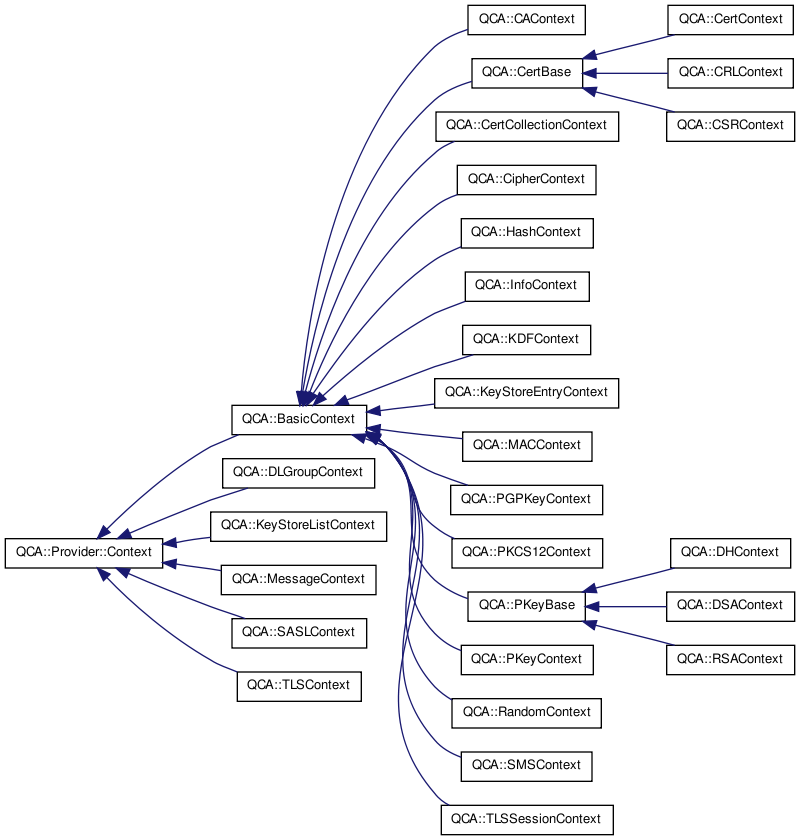 QCA::CAContext
QCA::CertContext
QCA::CertBase
QCA::CRLContext
QCA::CertCollectionContext
QCA::CSRContext
QCA::CipherContext
QCA::HashContext
QCA::InfoContext
QCA::KDFContext
QCA::KeyStoreEntryContext
QCA::BasicContext
QCA::MACContext
QCA::DLGroupContext
QCA::PGPKeyContext
QCA::KeyStoreListContext
QCA::Provider::Context
QCA::PKCS12Context
QCA::DHContext
QCA::MessageContext
QCA::PKeyBase
QCA::DSAContext
QCA::SASLContext
QCA::PKeyContext
QCA::RSAContext
QCA::TLSContext
QCA::RandomContext
QCA::SMSContext
QCA::TLSSessionContext